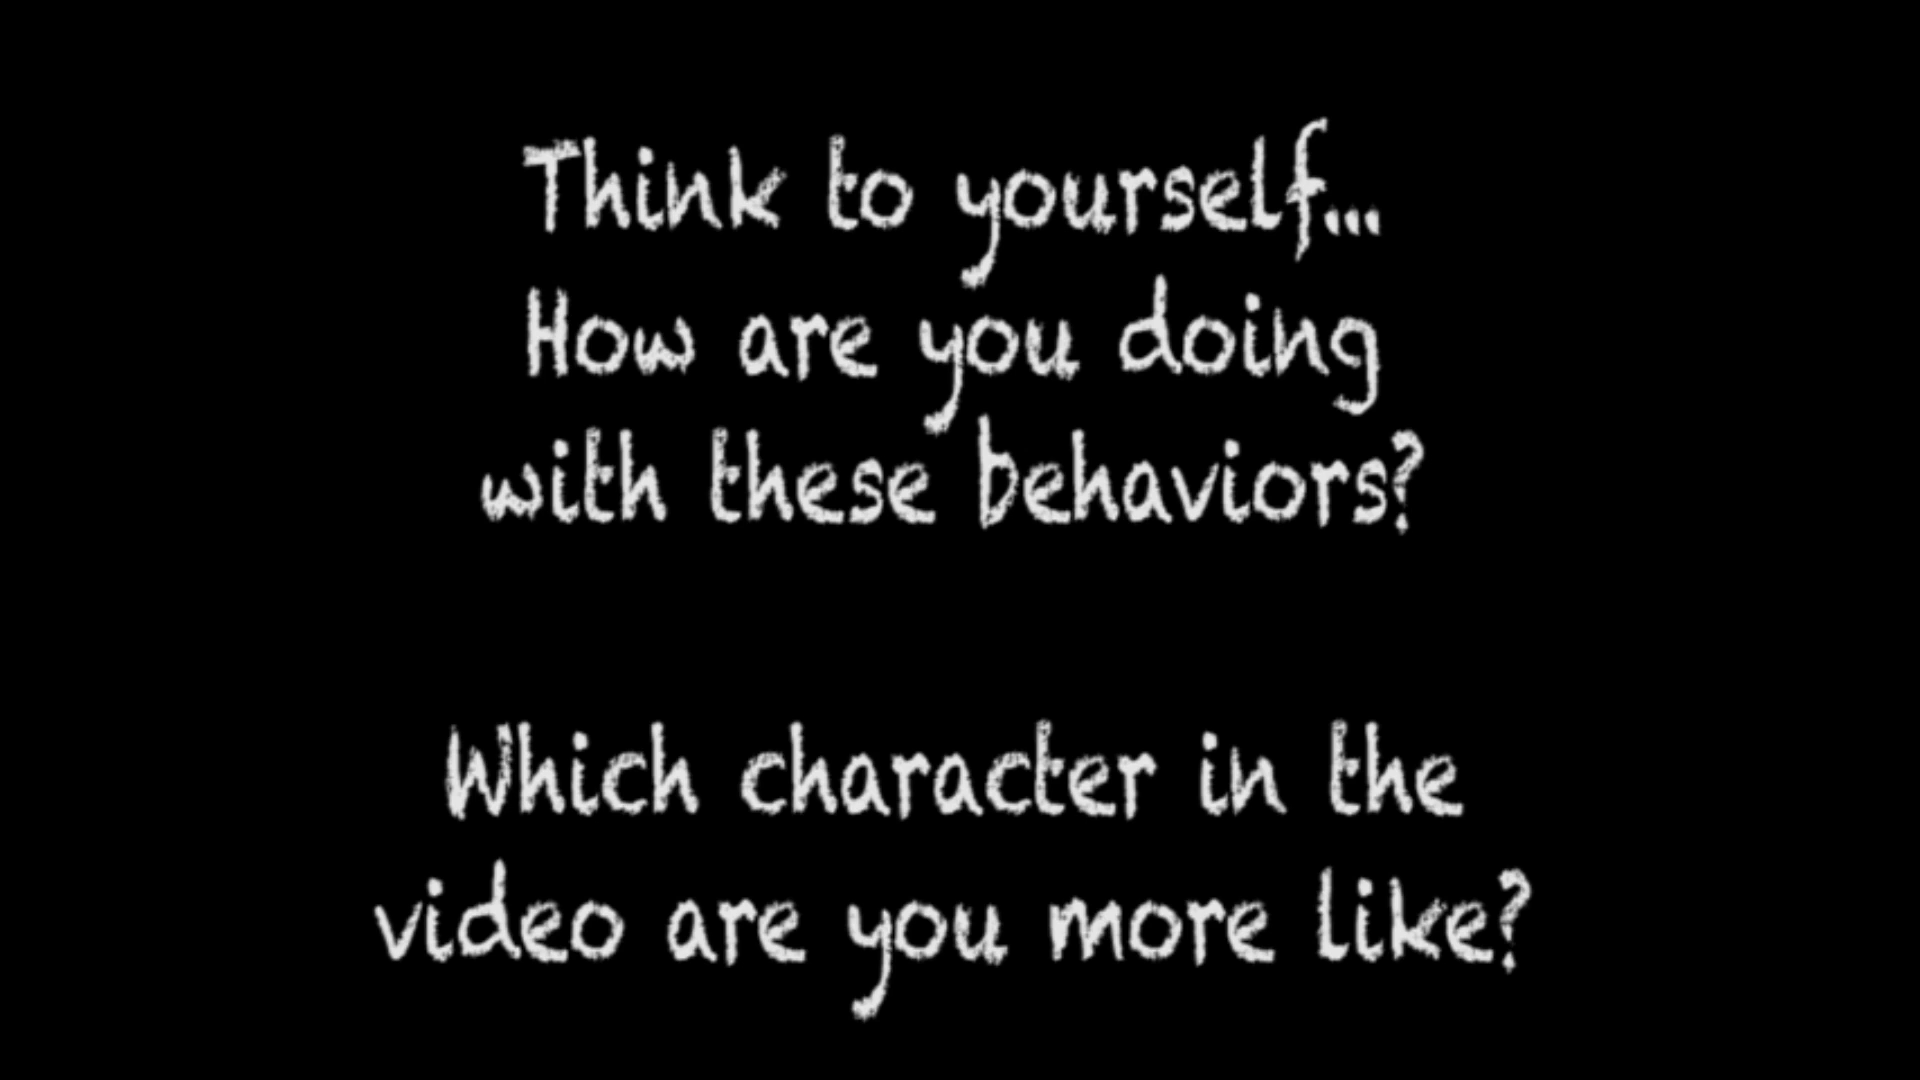 Think to yourself...
How are you doing
with these behaviors?
Which character in the
video are you more like?